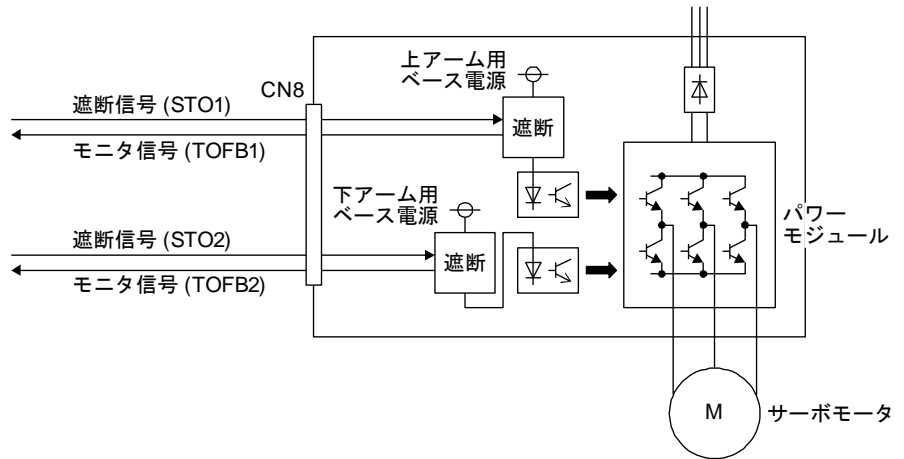 上アーム用
ベース電源
CN8
遮断信号 (STO1)
遮断
モニタ信号 (TOFB1)
下アーム用
ベース電源
パワー
モジュール
遮断信号 (STO2)
遮断
モニタ信号 (TOFB2)
M
サーボモータ